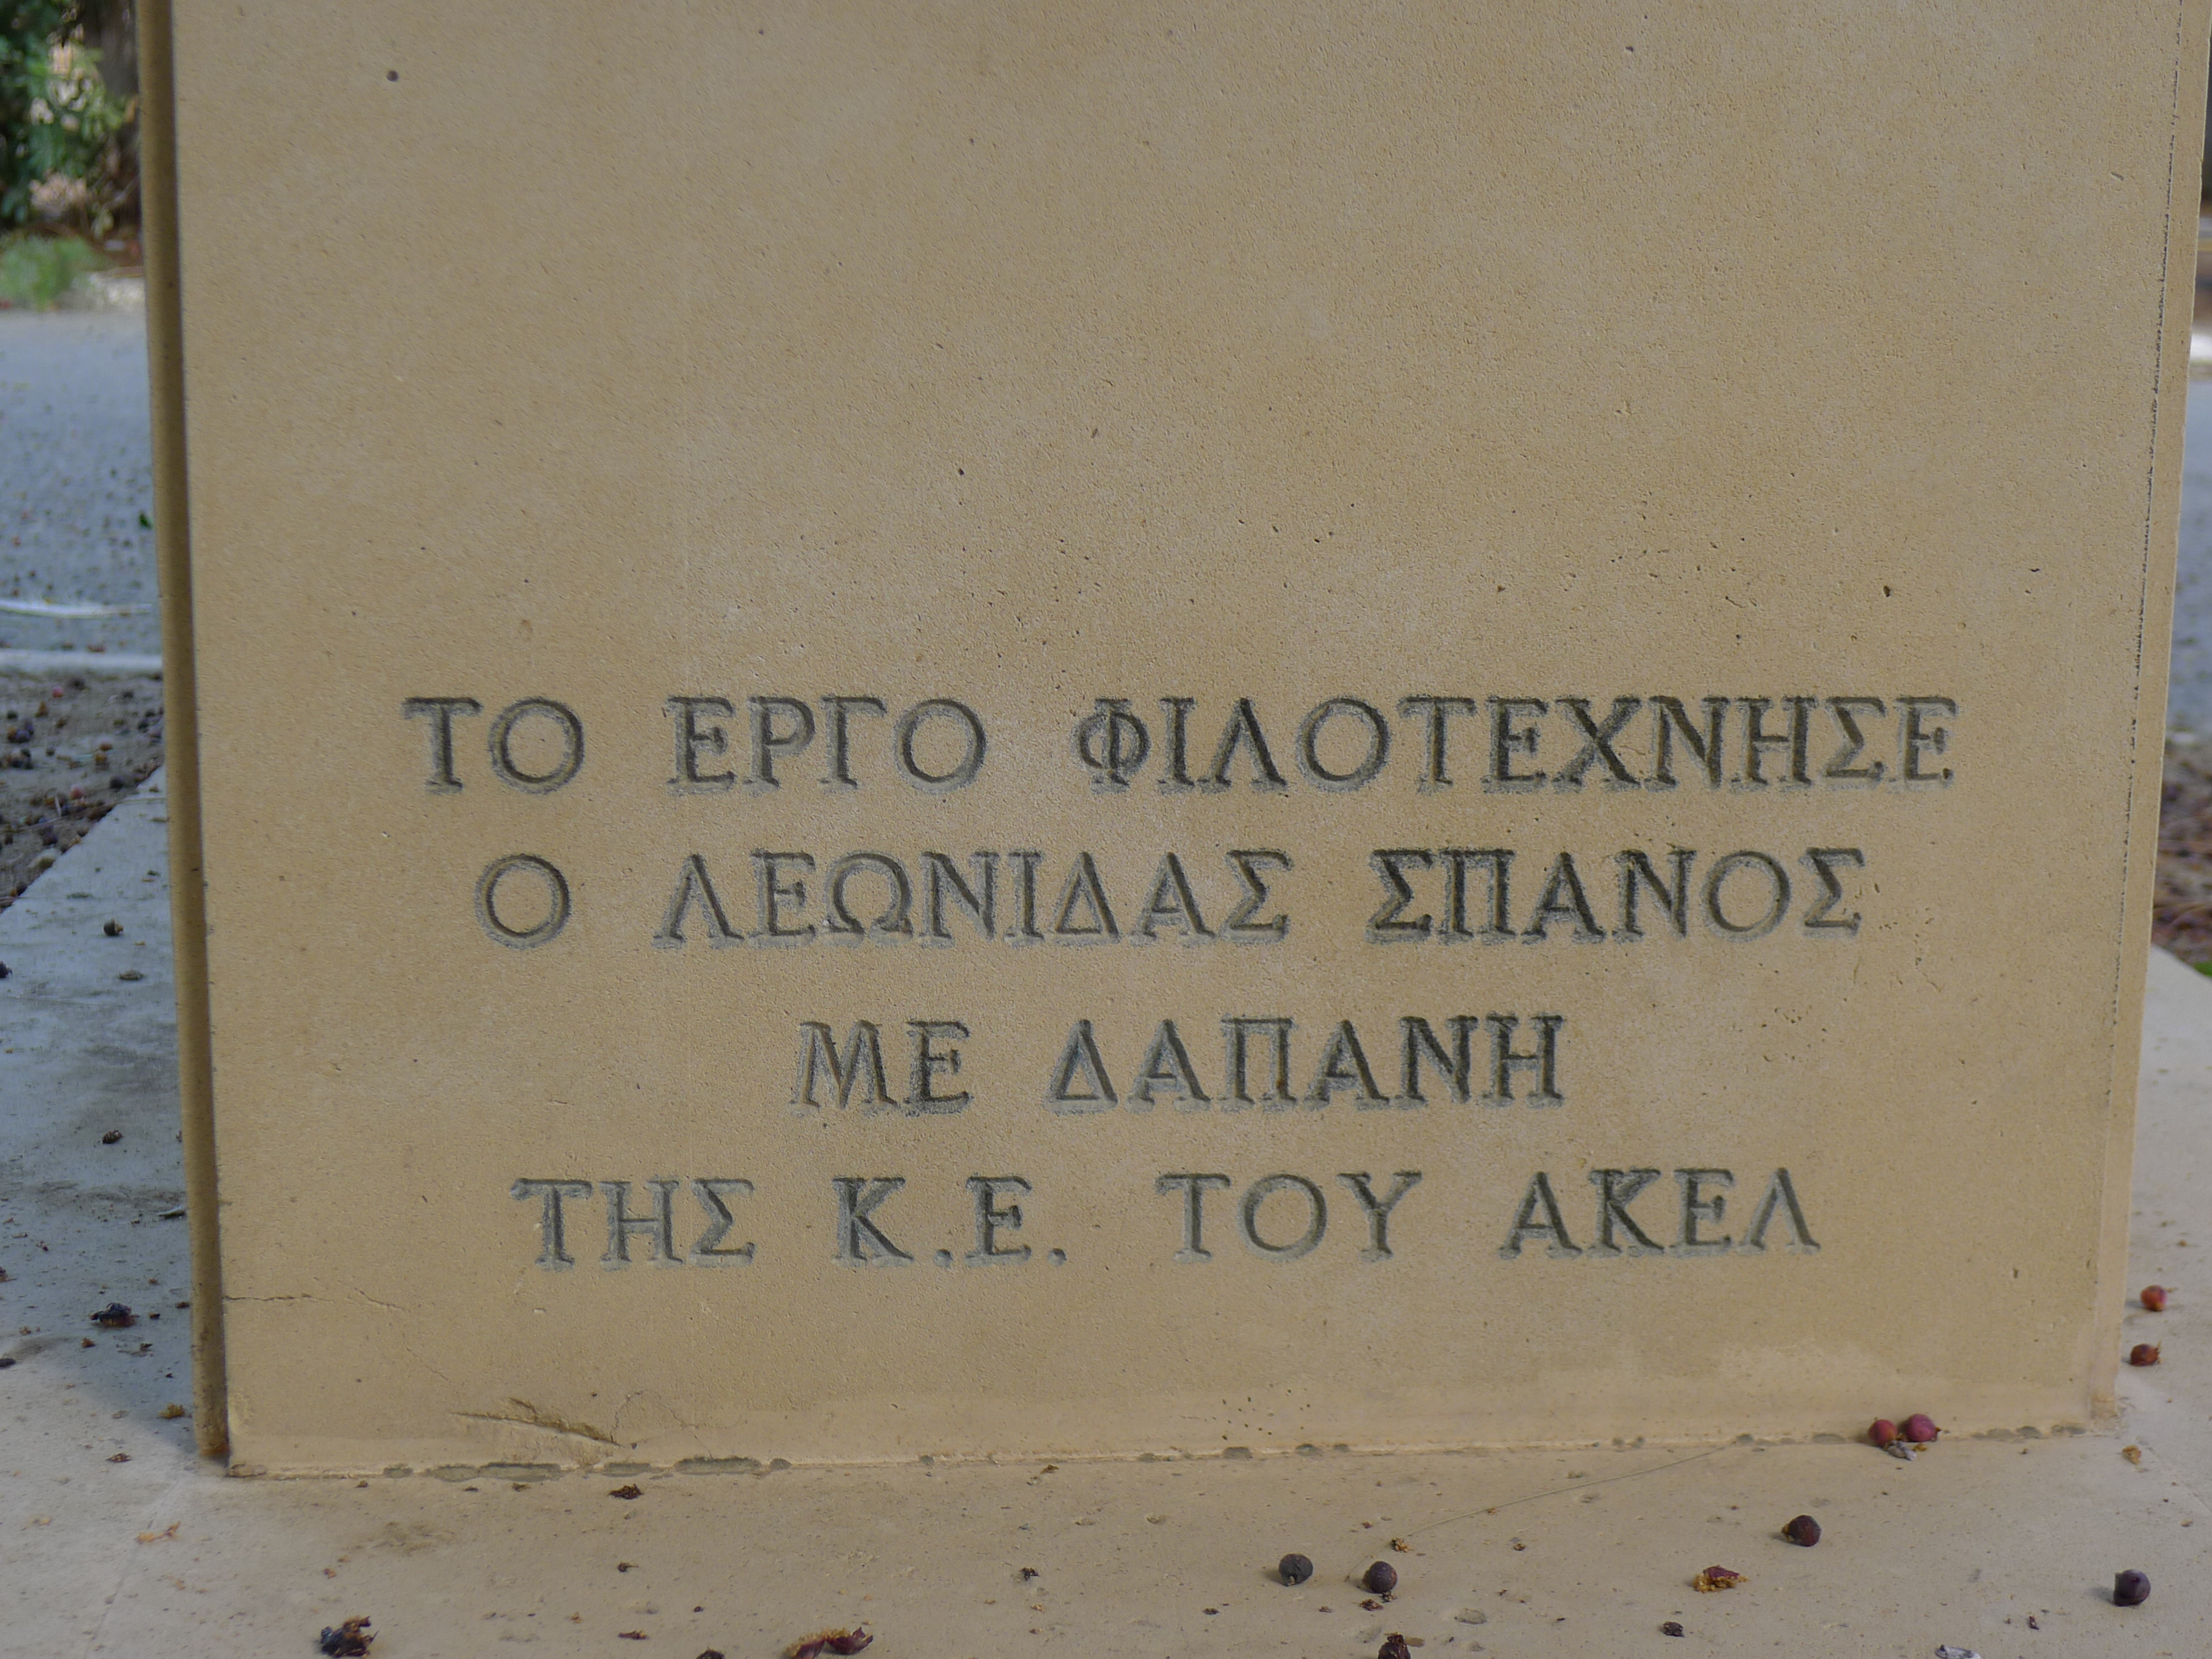 ΤΟ ΕΡΓΟ ΦΙΛΟΤΕΧΝΗΣΕ
Ο ΛΕΩΝΙΔΑΣ ΣΠΑΝΟΣ
ΜΕ ΔΑΠΑΝΗ
ΤΗΣ Κ.Ε. ΤΟΥ ΑΚΕΛ